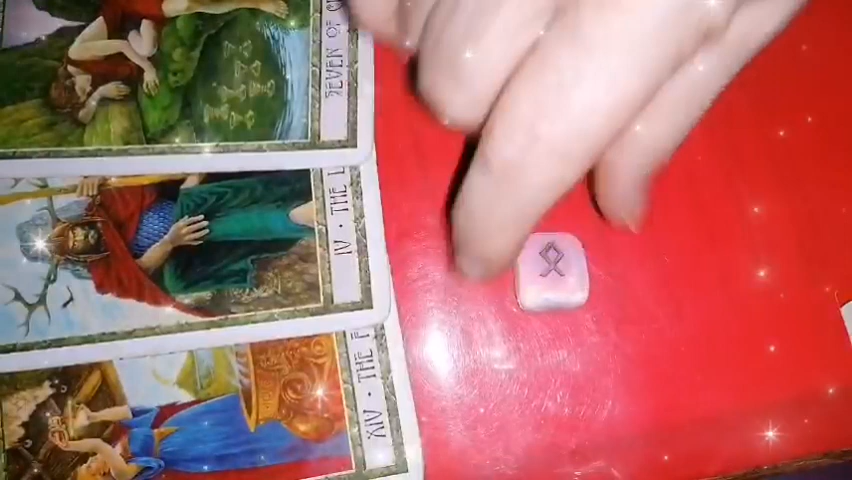 SEVEN OF
IV · THE
XIV · THE
ᛟ